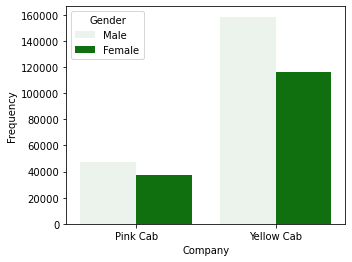 Gender
Male
Female
160000
140000
120000
100000
80000
60000
40000
20000
0
Frequency
Pink Cab
Yellow Cab
Company